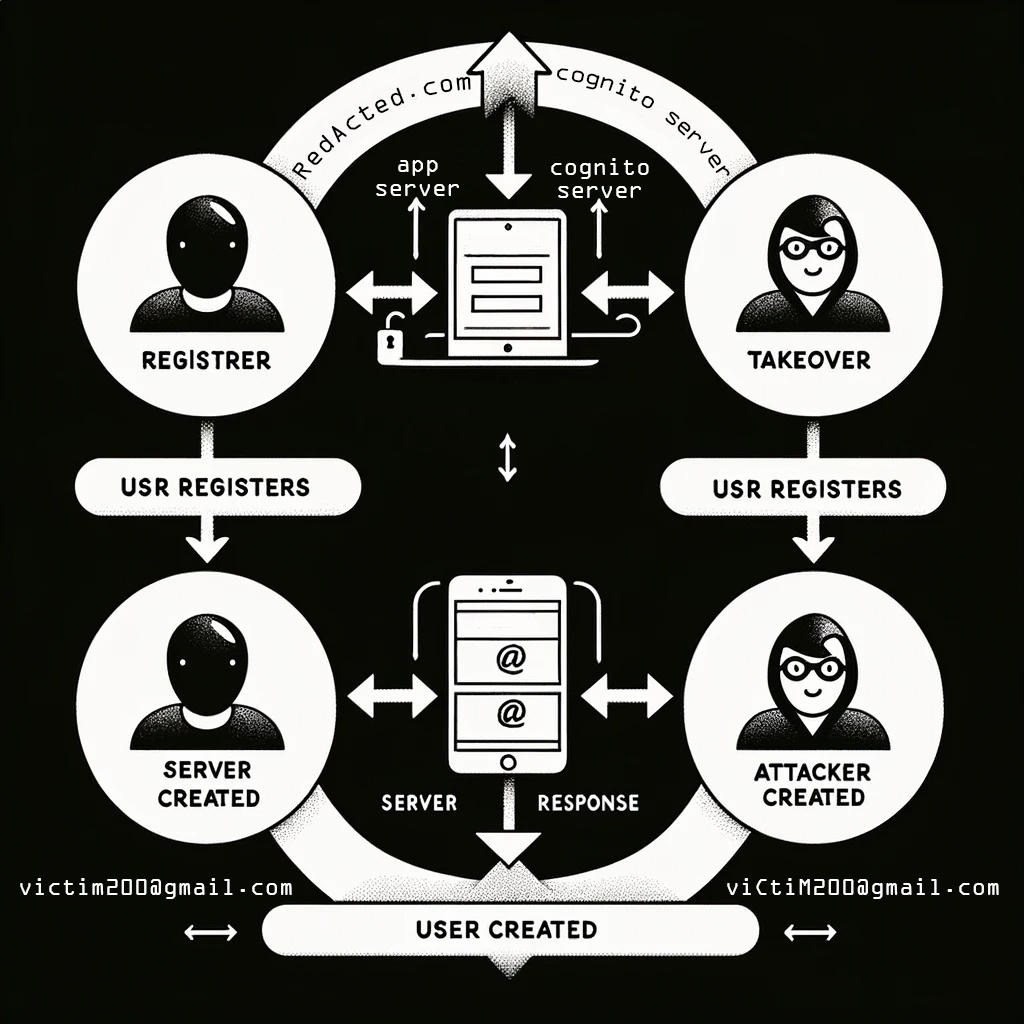 RedActed.com
cognito server
app
server
cognito
server
REGISTRER
TAKEOVER
USR REGISTERS
USR REGISTERS
@
@
SERVER
CREATED
ATTACKER
CREATED
SERVER RESPONSE
victiM200@gmail.com
viCtiM200@gmail.com
USER CREATED